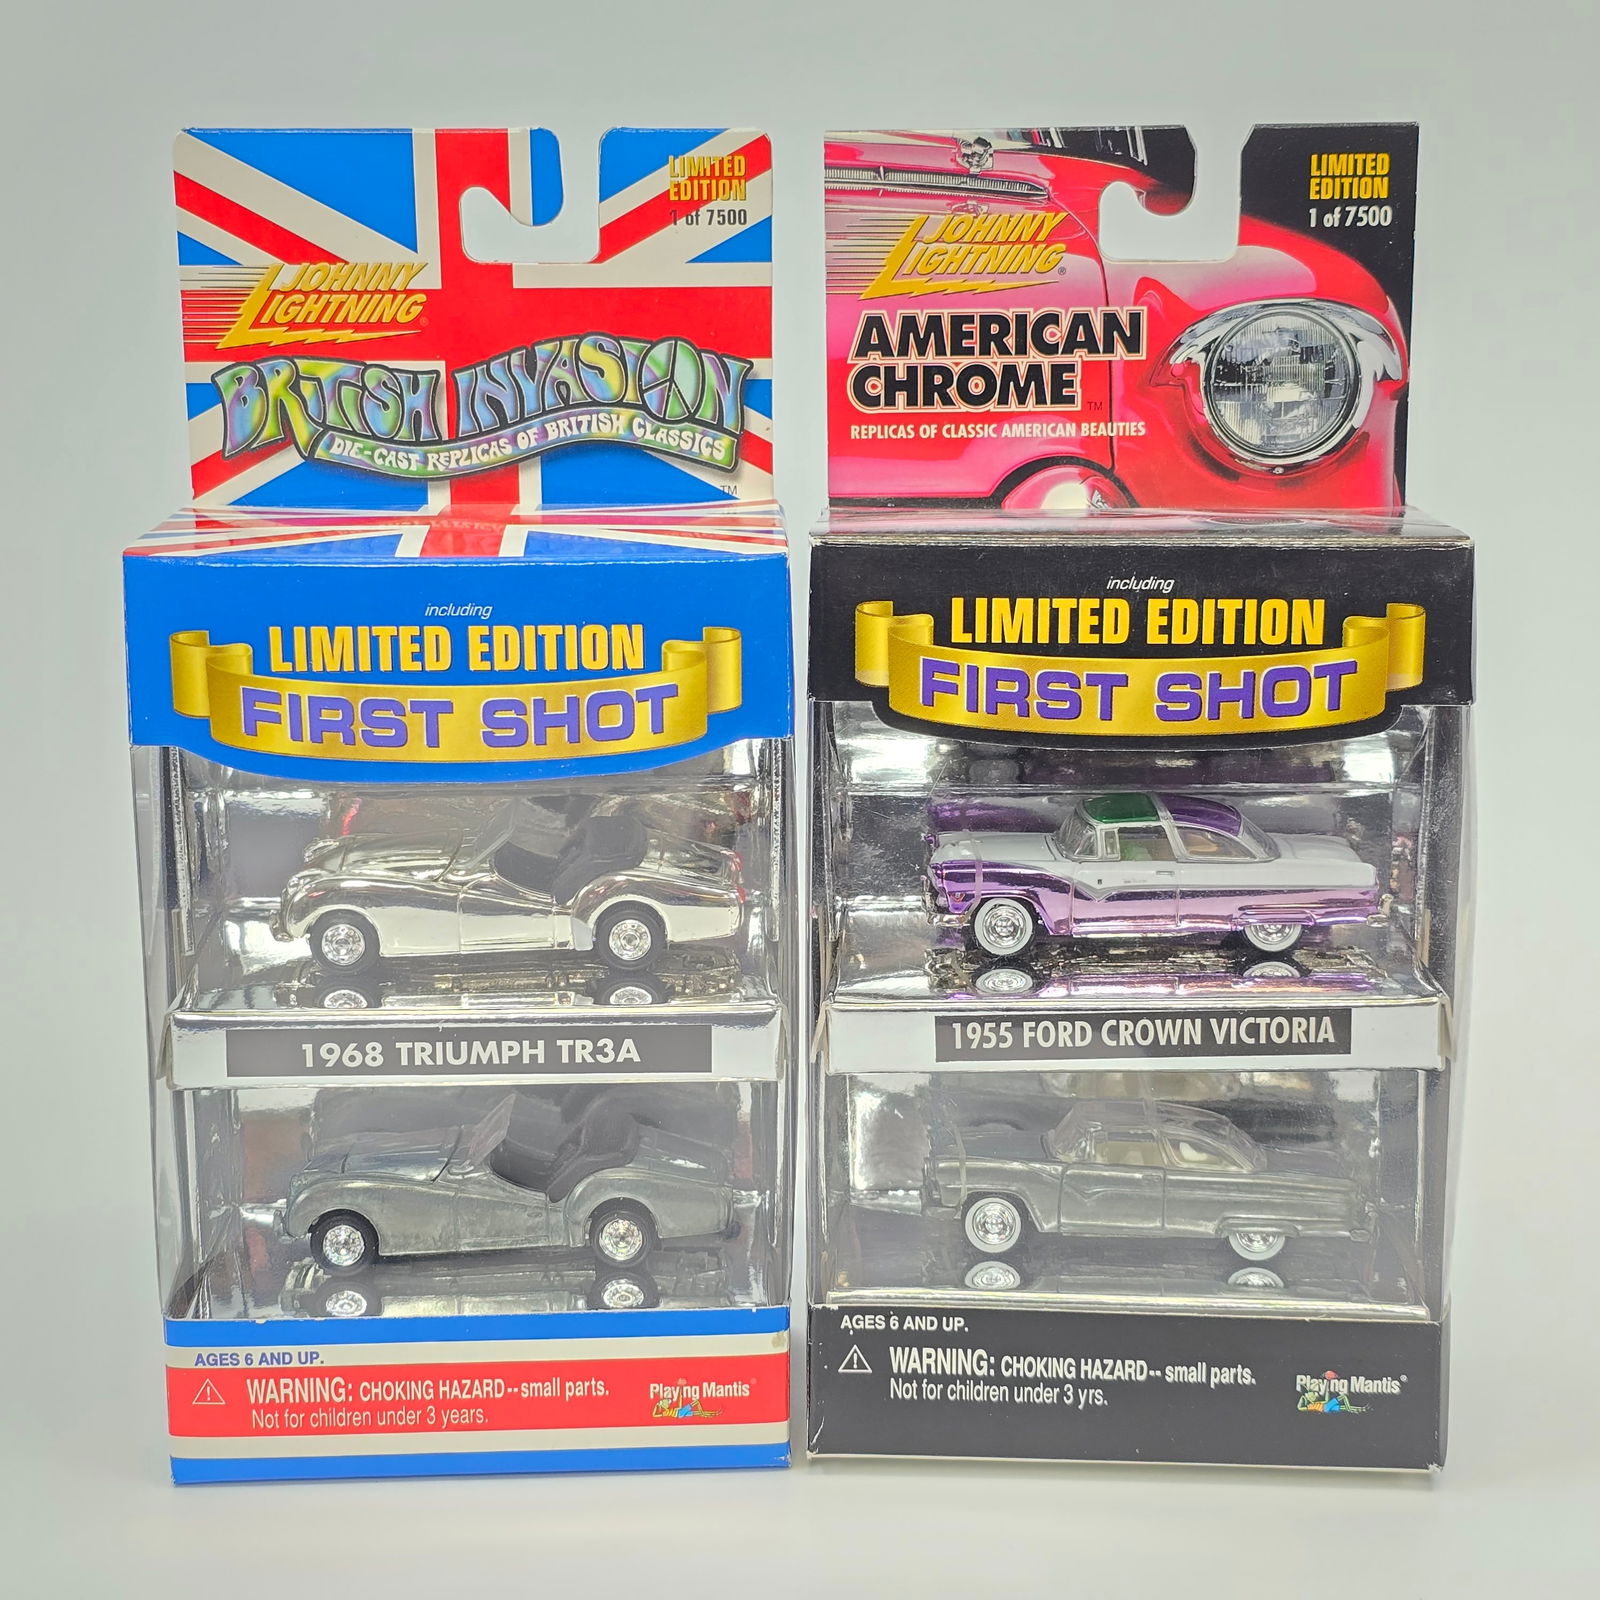 LIMITED
EDITION
1 of 7500
JOHNNY
LIGHTNING®
BRITISH INVASION
DIE-CAST REPLICAS OF BRITISH CLASSICS
TM
including
LIMITED EDITION
FIRST SHOT
1968 TRIUMPH TR3A
AGES 6 AND UP.
WARNING: CHOKING HAZARD--small parts.
Not for children under 3 years.
Playing Mantis®
LIMITED
EDITION
1 of 7500
JOHNNY
LIGHTNING®
AMERICAN
CHROME TM
REPLICAS OF CLASSIC AMERICAN BEAUTIES
including
LIMITED EDITION
FIRST SHOT
1955 FORD CROWN VICTORIA
AGES 6 AND UP.
WARNING: CHOKING HAZARD--small parts.
Not for children under 3 yrs.
Playing Mantis®